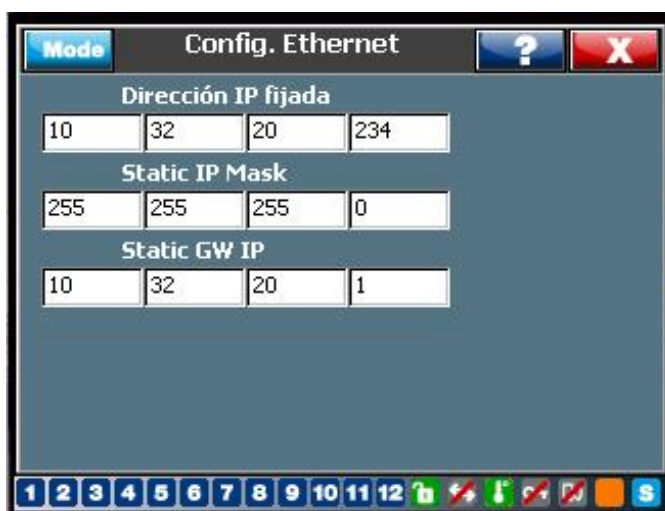 Mode Config. Ethernet ? X
Dirección IP fijada
10 32 20 234
Static IP Mask
255 255 255 0
Static GW IP
10 32 20 1
1 2 3 4 5 6 7 8 9 10 11 12 S